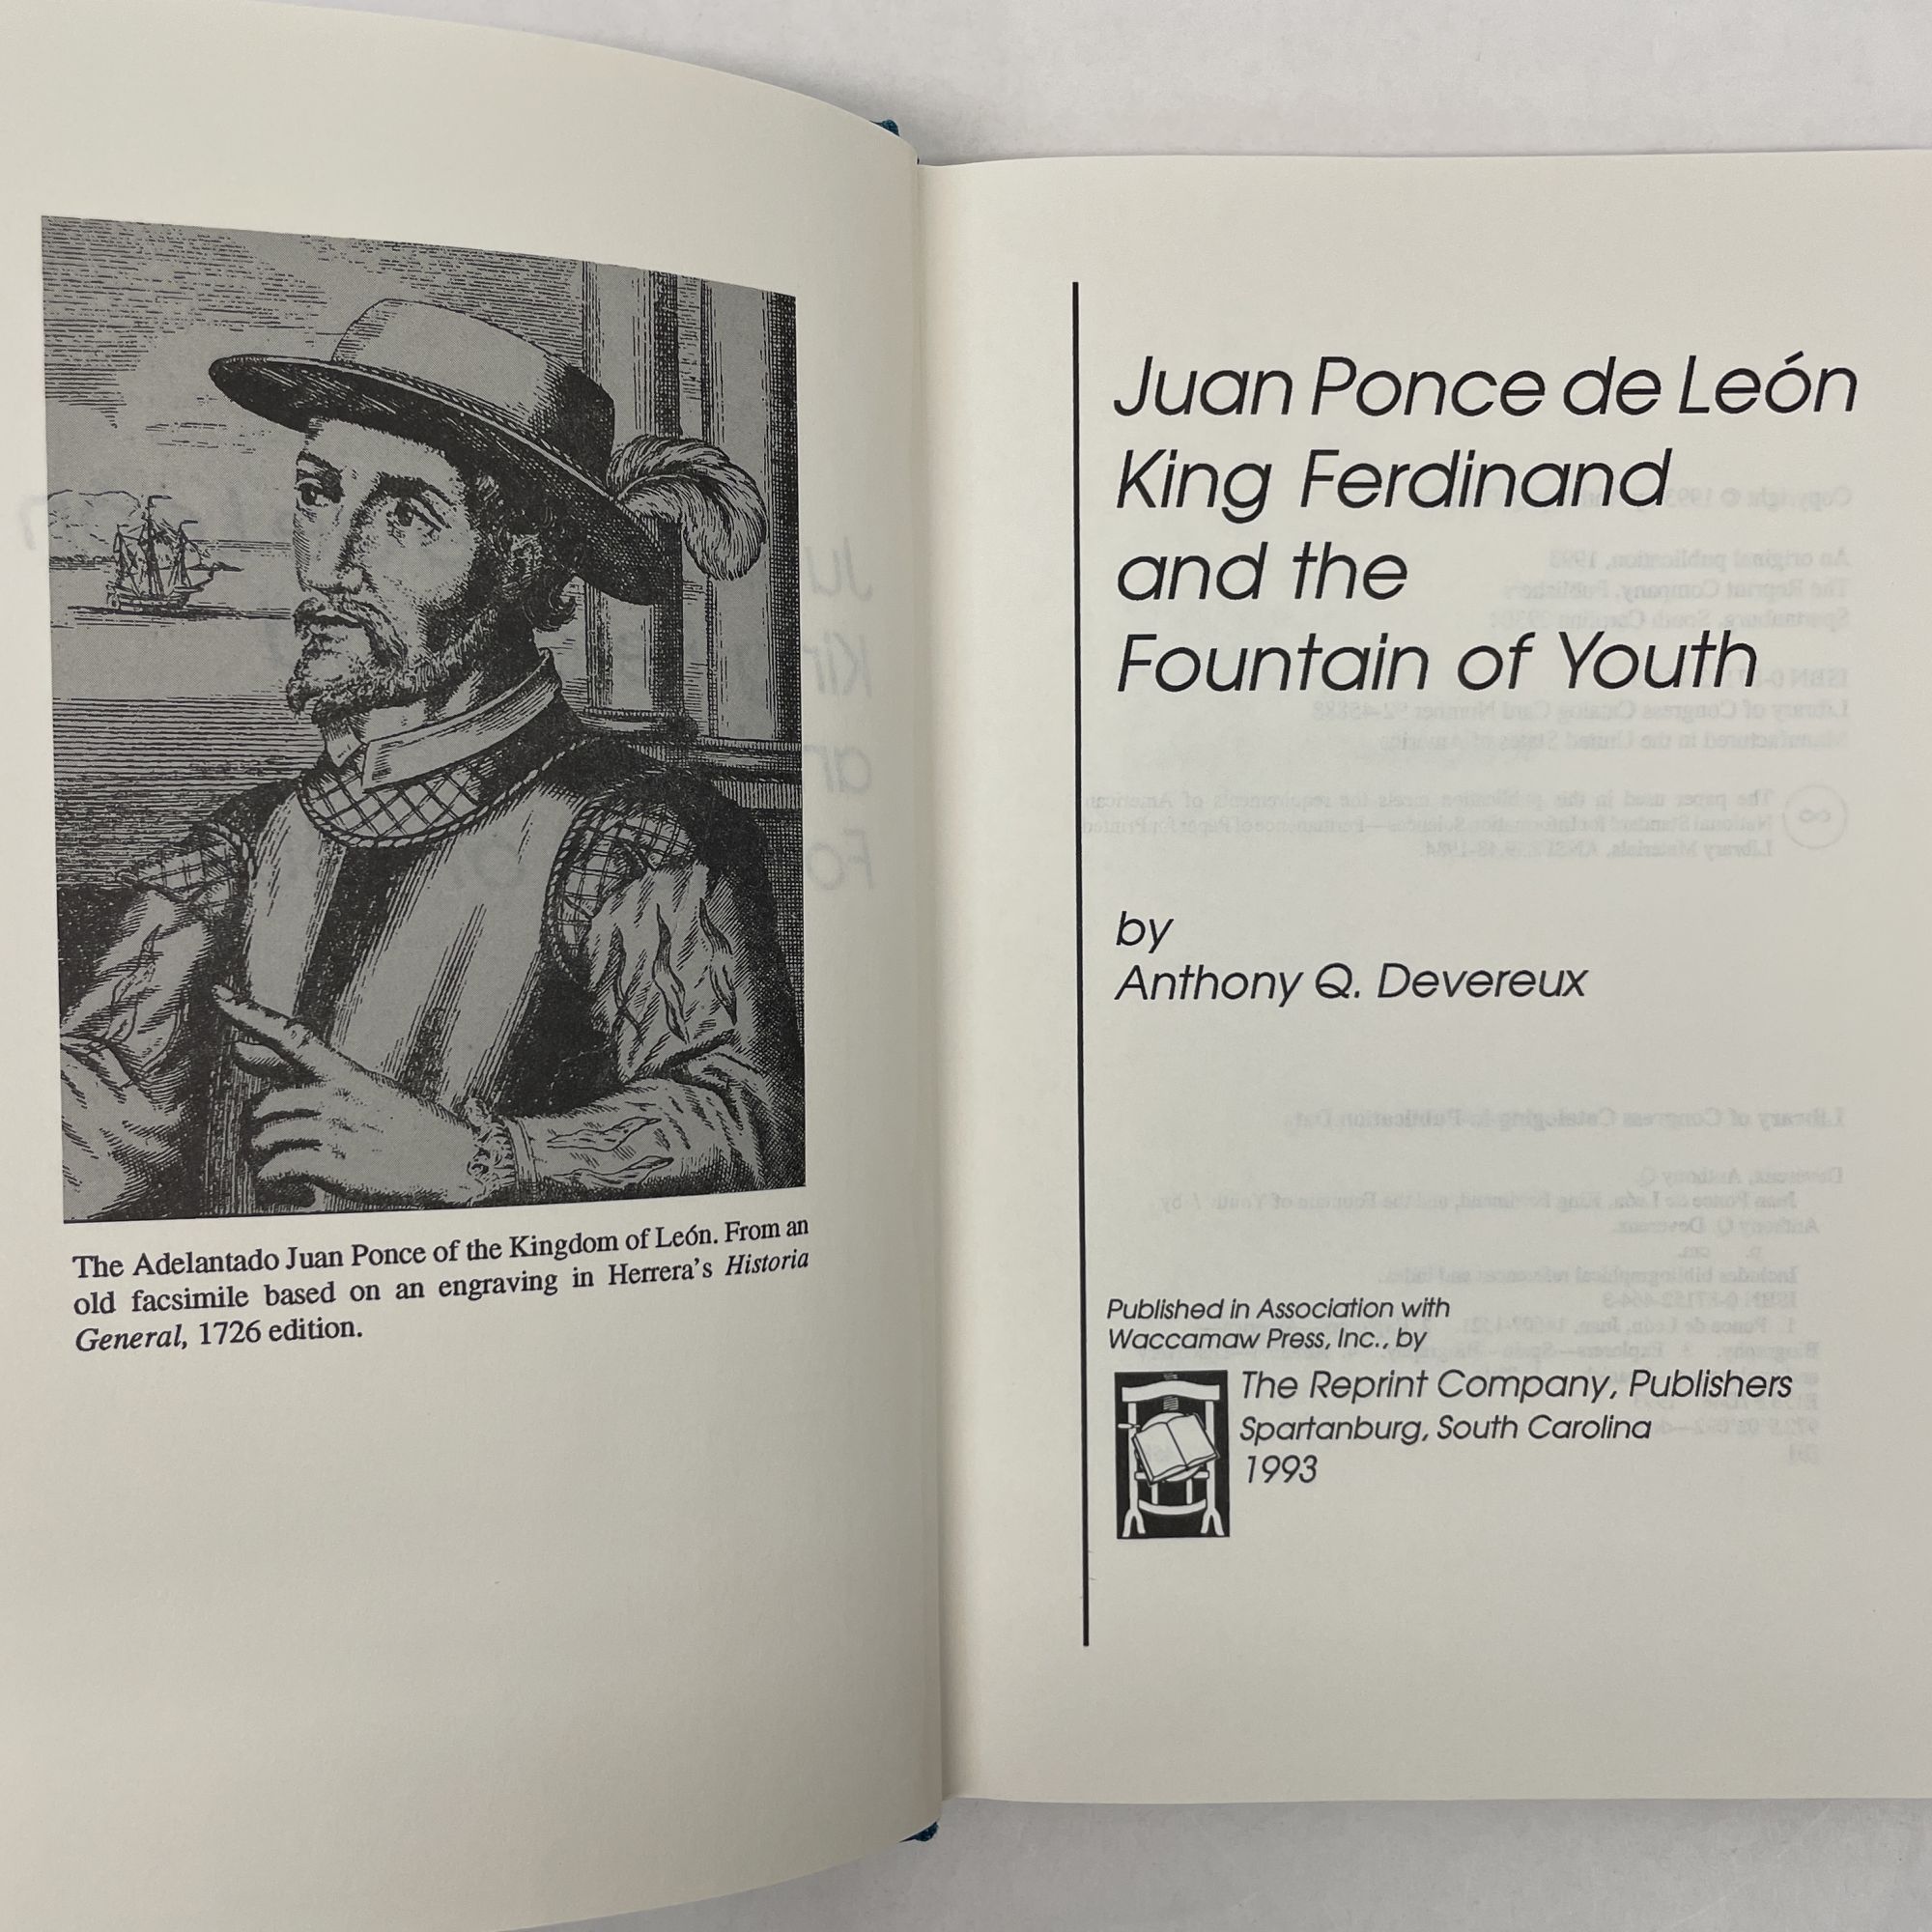 The Adelantado Juan Ponce of the Kingdom of León. From an
old facsimile based on an engraving in Herrera's Historia
General, 1726 edition.
Juan Ponce de León
King Ferdinand
and the
Fountain of Youth
by
Anthony Q. Devereux
Published in Association with
Waccamaw Press, Inc., by
The Reprint Company, Publishers
Spartanburg, South Carolina
1993